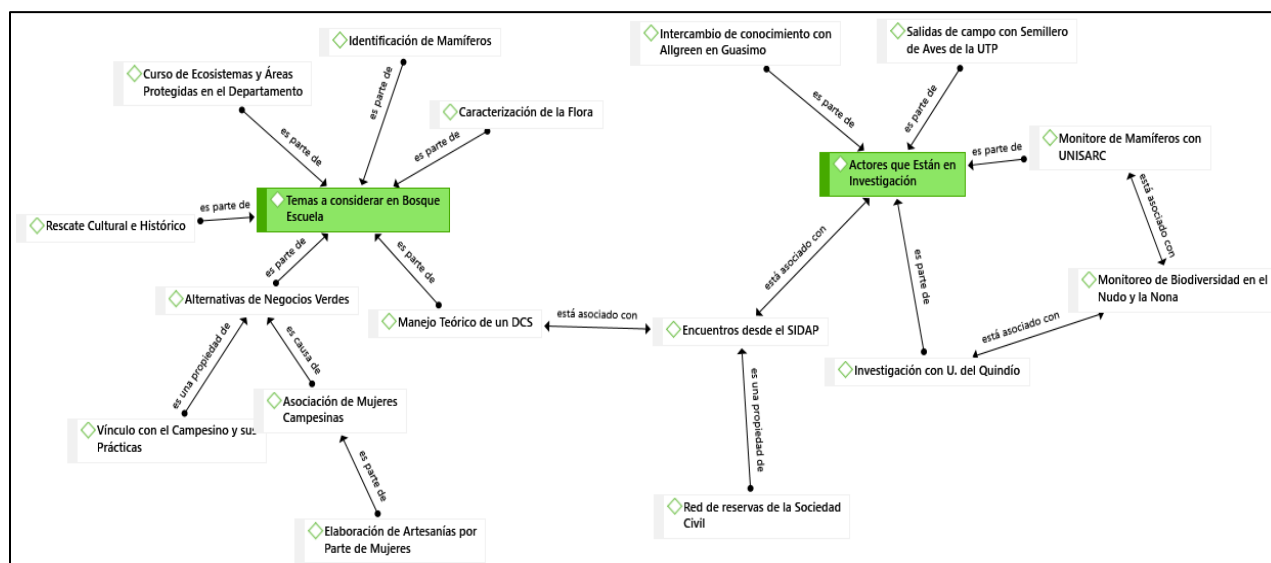 Identificación de Mamíferos
Intercambio de conocimiento con
Allgreen en Guasimo
Salidas de campo con Semillero
de Aves de la UTP
Curso de Ecosistemas y Áreas
Protegidas en el Departamento
es parte de
es parte de
es parte de
Caracterización de la Flora
es parte de
es parte de
es parte de
Monitore de Mamíferos con
UNISARC
es parte de
Actores que Están en
Investigación
Temas a considerar en Bosque
Escuela
es parte de
Rescate Cultural e Histórico
está asociado con
es parte de
es parte de
está asociado con
es parte de
Monitoreo de Biodiversidad en el
Nudo y la Nona
Alternativas de Negocios Verdes
Manejo Teórico de un DCS
está asociado con
Encuentros desde el SIDAP
está asociado con
es una propiedad de
es causa de
Investigación con U. del Quindío
Asociación de Mujeres
Campesinas
es una propiedad de
Vínculo con el Campesino y sus
Prácticas
es parte de
Red de reservas de la Sociedad
Civil
Elaboración de Artesanías por
Parte de Mujeres